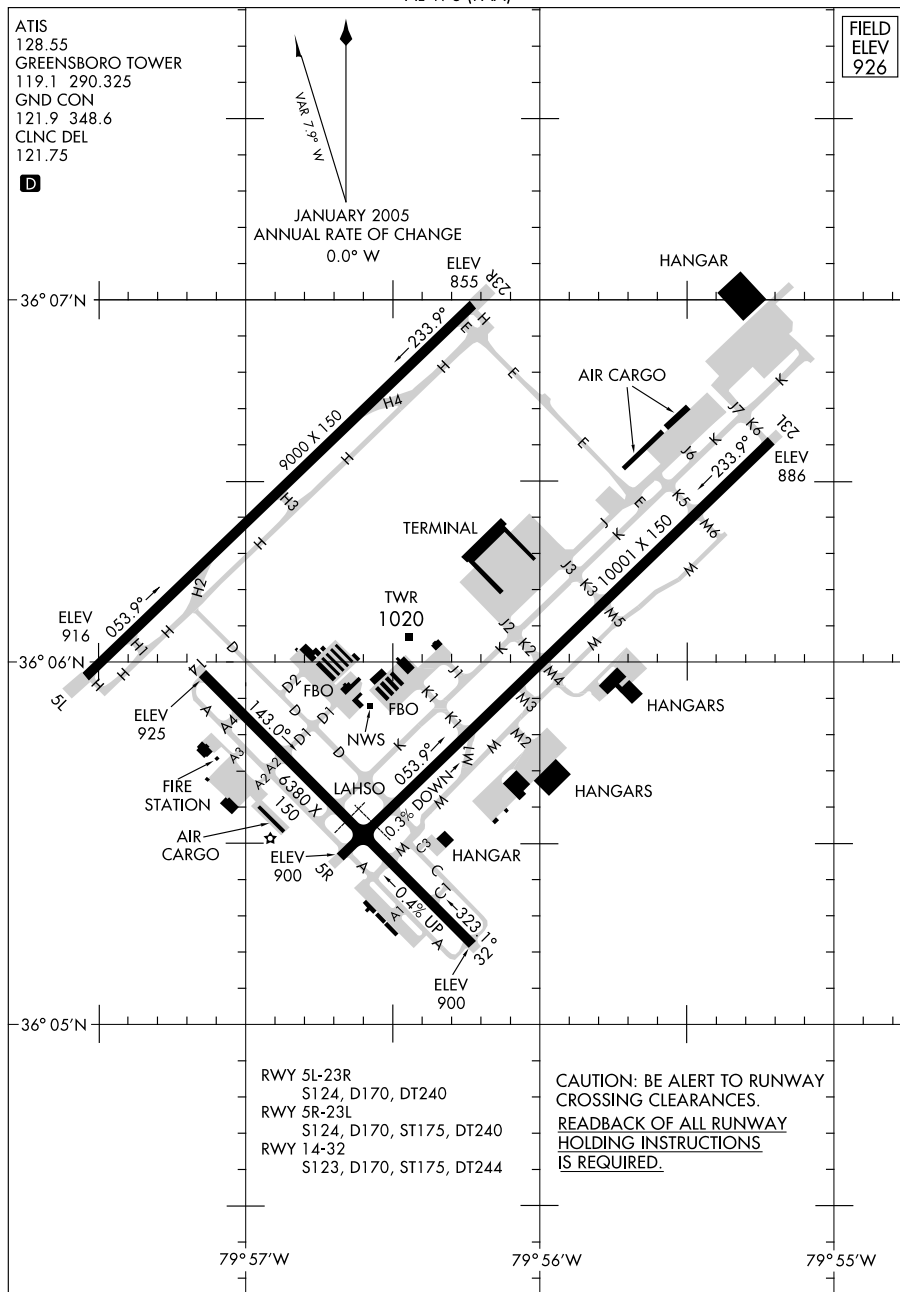 ATIS
128.55
GREENSBORO TOWER
119.1 290.325
GND CON
121.9 348.6
CLNC DEL
121.75
D
VAR 7.9° W
JANUARY 2005
ANNUAL RATE OF CHANGE
0.0° W
FIELD
ELEV
926
36° 07'N
ELEV
855
23R
HANGAR
233.9°
H
E
H
E
H4
9000 X 150
H
H3
H
H2
053.9°
H
H1
H
H
ELEV
916
5L
AIR CARGO
K
J7
K6
23L
K
J6
233.9°
ELEV
886
E
E
K5
M6
J
K
10001 X 150
M
TERMINAL
J3
K3
M5
M
TWR
1020
J2
K
K2
M4
M3
36° 06'N
14
D
D2
FBO
J1
FBO
K1
K1
NWS
D
D1
D1
D
K
ELEV
925
A
A4
143.0°
A3
A2
A2
6380 X
150
FIRE
STATION
LAHSO
053.9°
0.3% DOWN
M1
M
M2
M
HANGARS
HANGARS
AIR
CARGO
ELEV
900
5R
A
M
C3
HANGAR
C
C1
0.4% UP
A1
A
323.1°
32
ELEV
900
36° 05'N
RWY 5L-23R
S124, D170, DT240
RWY 5R-23L
S124, D170, ST175, DT240
RWY 14-32
S123, D170, ST175, DT244
CAUTION: BE ALERT TO RUNWAY
CROSSING CLEARANCES.
READBACK OF ALL RUNWAY
HOLDING INSTRUCTIONS
IS REQUIRED.
79° 57'W
79° 56'W
79° 55'W